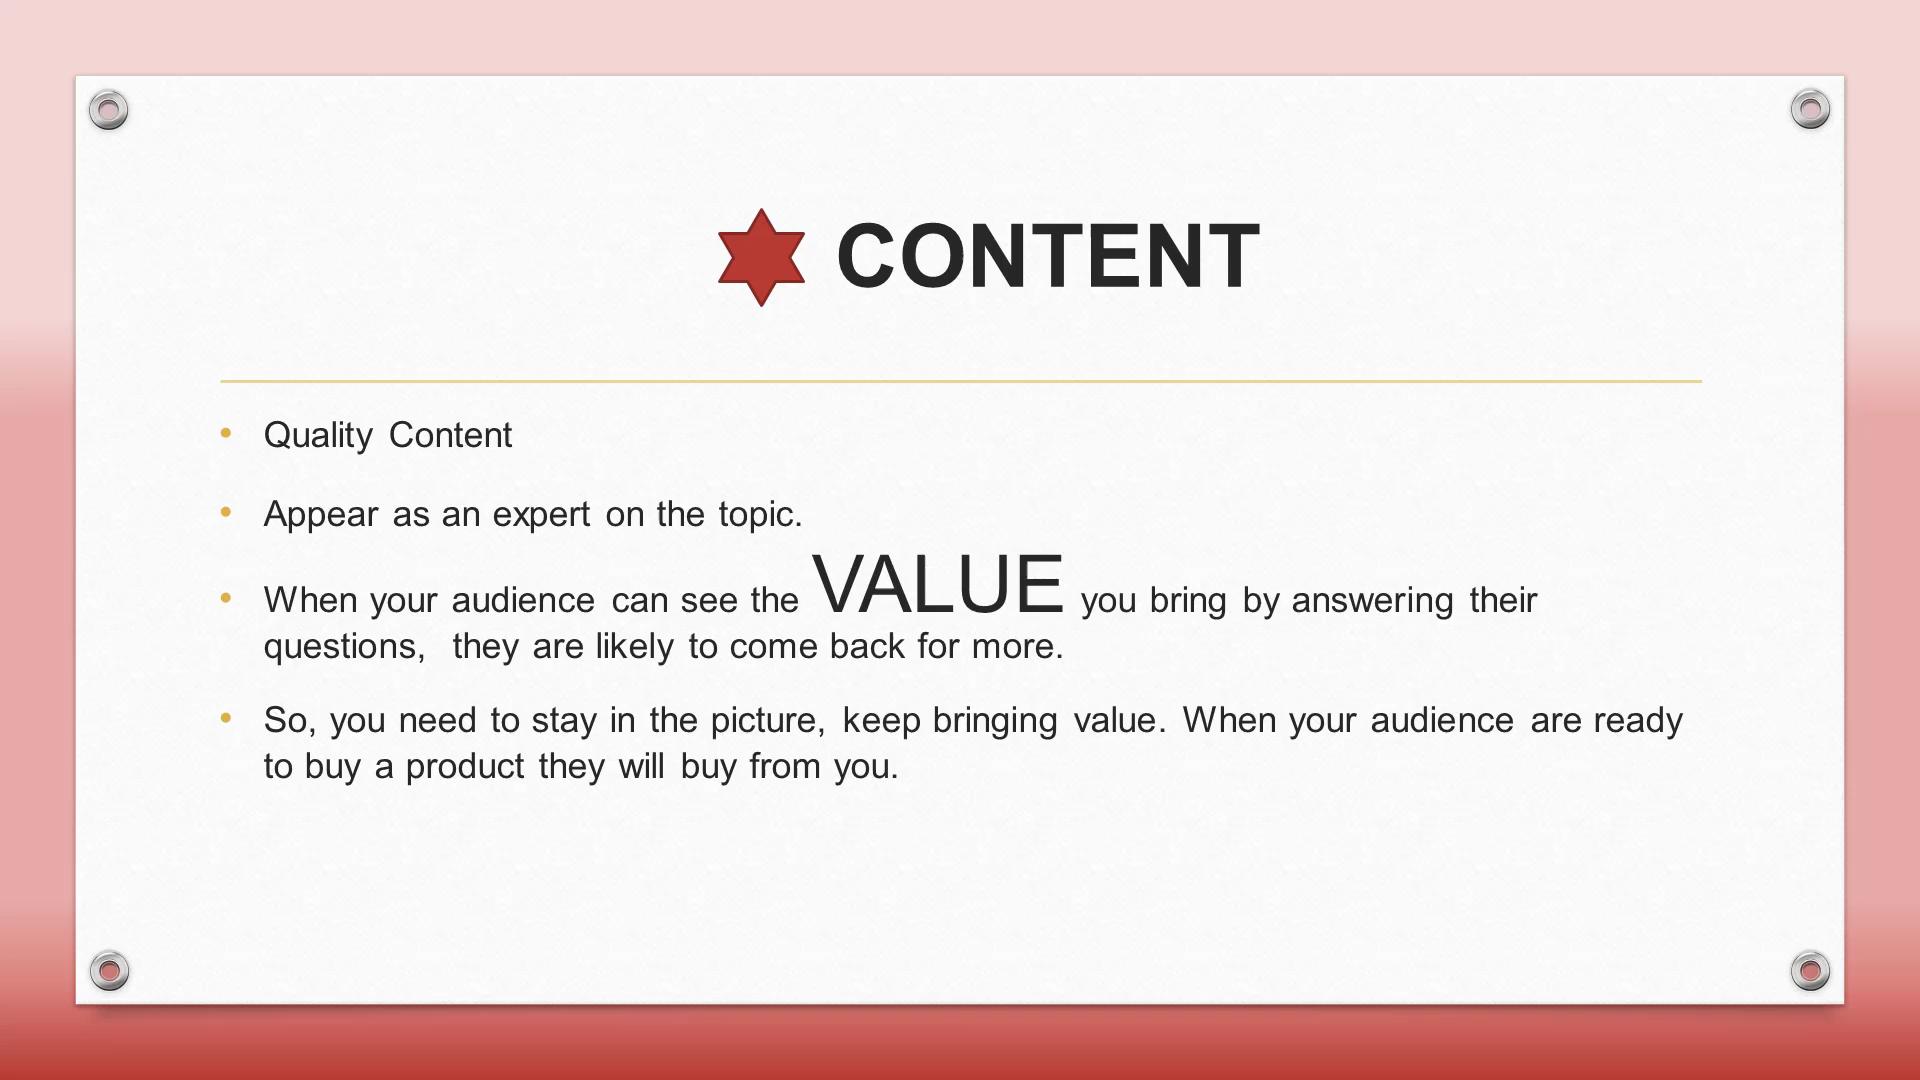 CONTENT
• Quality Content
• Appear as an expert on the topic.
• When your audience can see the VALUE you bring by answering their
questions, they are likely to come back for more.
• So, you need to stay in the picture, keep bringing value. When your audience are ready
to buy a product they will buy from you.